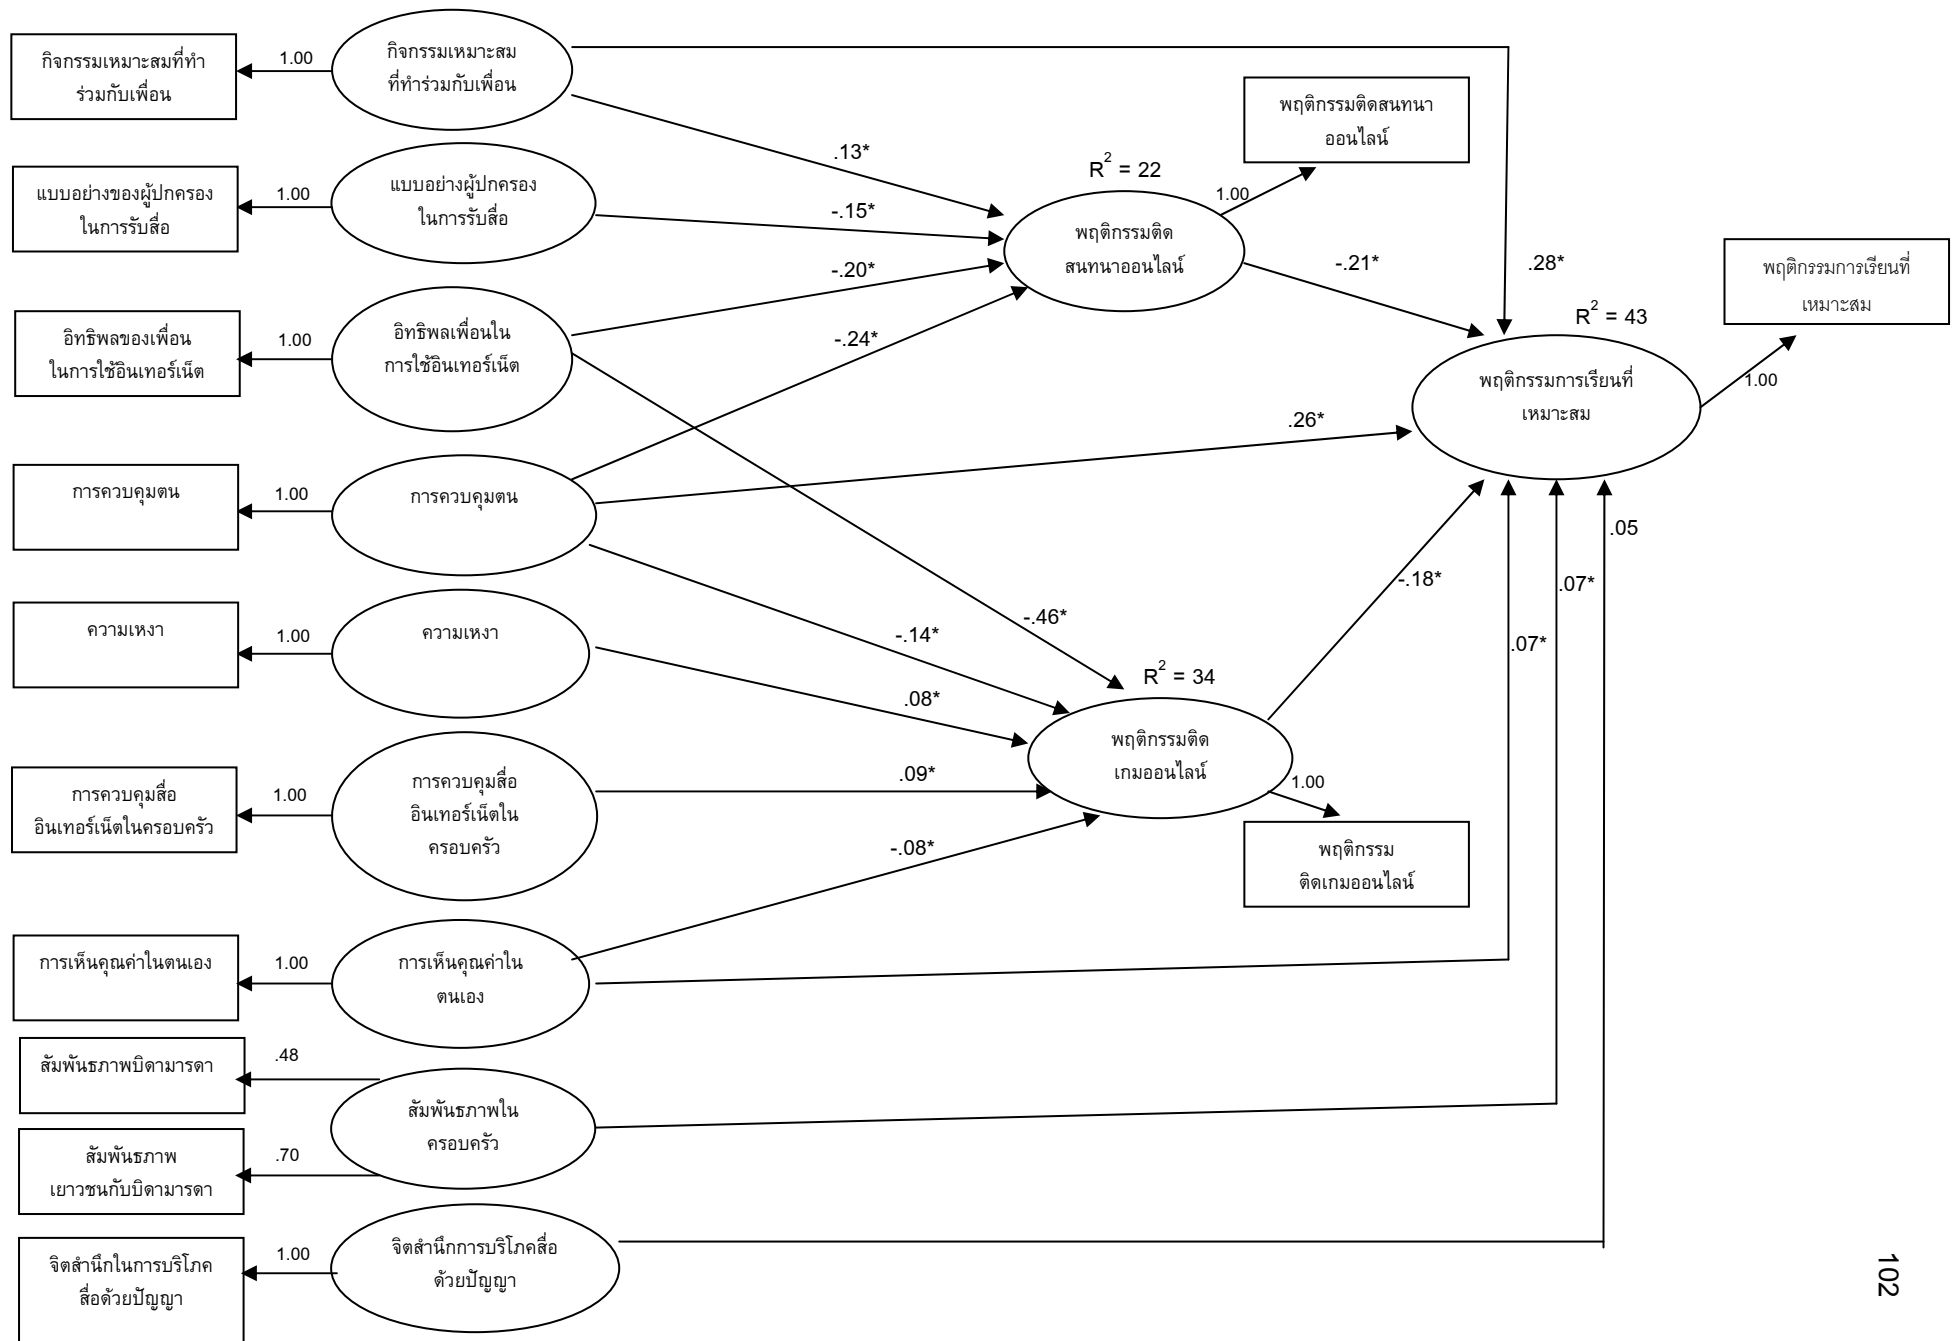 กิจกรรมเหมาะสมที่ทำ
ร่วมกับเพื่อน
1.00
กิจกรรมเหมาะสม
ที่ทำร่วมกับเพื่อน
พฤติกรรมติดสนทนา
ออนไลน์
.13*
R² = 22
1.00
แบบอย่างของผู้ปกครอง
ในการรับสื่อ
1.00
แบบอย่างผู้ปกครอง
ในการรับสื่อ
-.15*
พฤติกรรมติด
สนทนาออนไลน์
-.20*
-.21*
.28*
พฤติกรรมการเรียนที่
เหมาะสม
R² = 43
อิทธิพลของเพื่อน
ในการใช้อินเทอร์เน็ต
1.00
อิทธิพลเพื่อนใน
การใช้อินเทอร์เน็ต
-.24*
พฤติกรรมการเรียนที่
เหมาะสม
1.00
.26*
การควบคุมตน
1.00
การควบคุมตน
.05
-.18*
.07*
ความเหงา
1.00
ความเหงา
-.14*
-.46*
.07*
R² = 34
.08*
พฤติกรรมติด
เกมออนไลน์
1.00
การควบคุมสื่อ
อินเทอร์เน็ตในครอบครัว
1.00
การควบคุมสื่อ
อินเทอร์เน็ตใน
ครอบครัว
.09*
-.08*
พฤติกรรม
ติดเกมออนไลน์
การเห็นคุณค่าในตนเอง
1.00
การเห็นคุณค่าใน
ตนเอง
สัมพันธภาพบิดามารดา
.48
สัมพันธภาพใน
ครอบครัว
สัมพันธภาพ
เยาวชนกับบิดามารดา
.70
จิตสำนึกในการบริโภค
สื่อด้วยปัญญา
1.00
จิตสำนึกการบริโภคสื่อ
ด้วยปัญญา
102